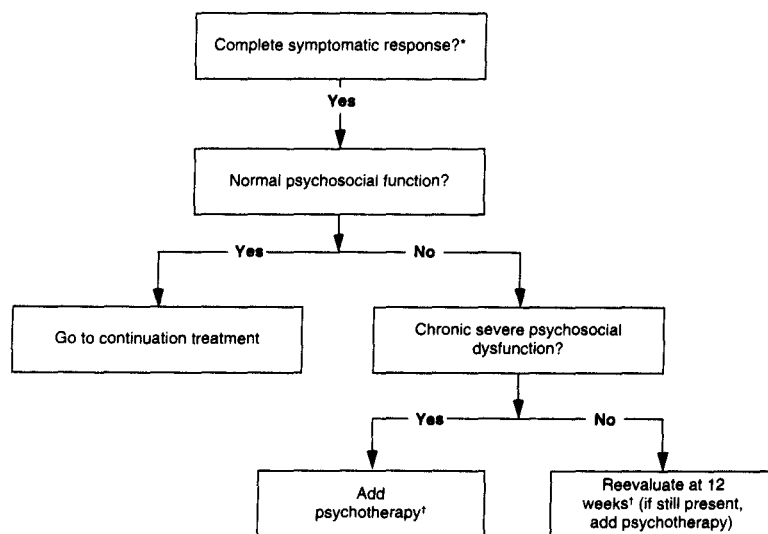 Complete symptomatic response?*
Yes
Normal psychosocial function?
Yes
No
Go to continuation treatment
Chronic severe psychosocial
dysfunction?
Yes
No
Add
psychotherapy†
Reevaluate at 12
weeks† (if still present,
add psychotherapy)